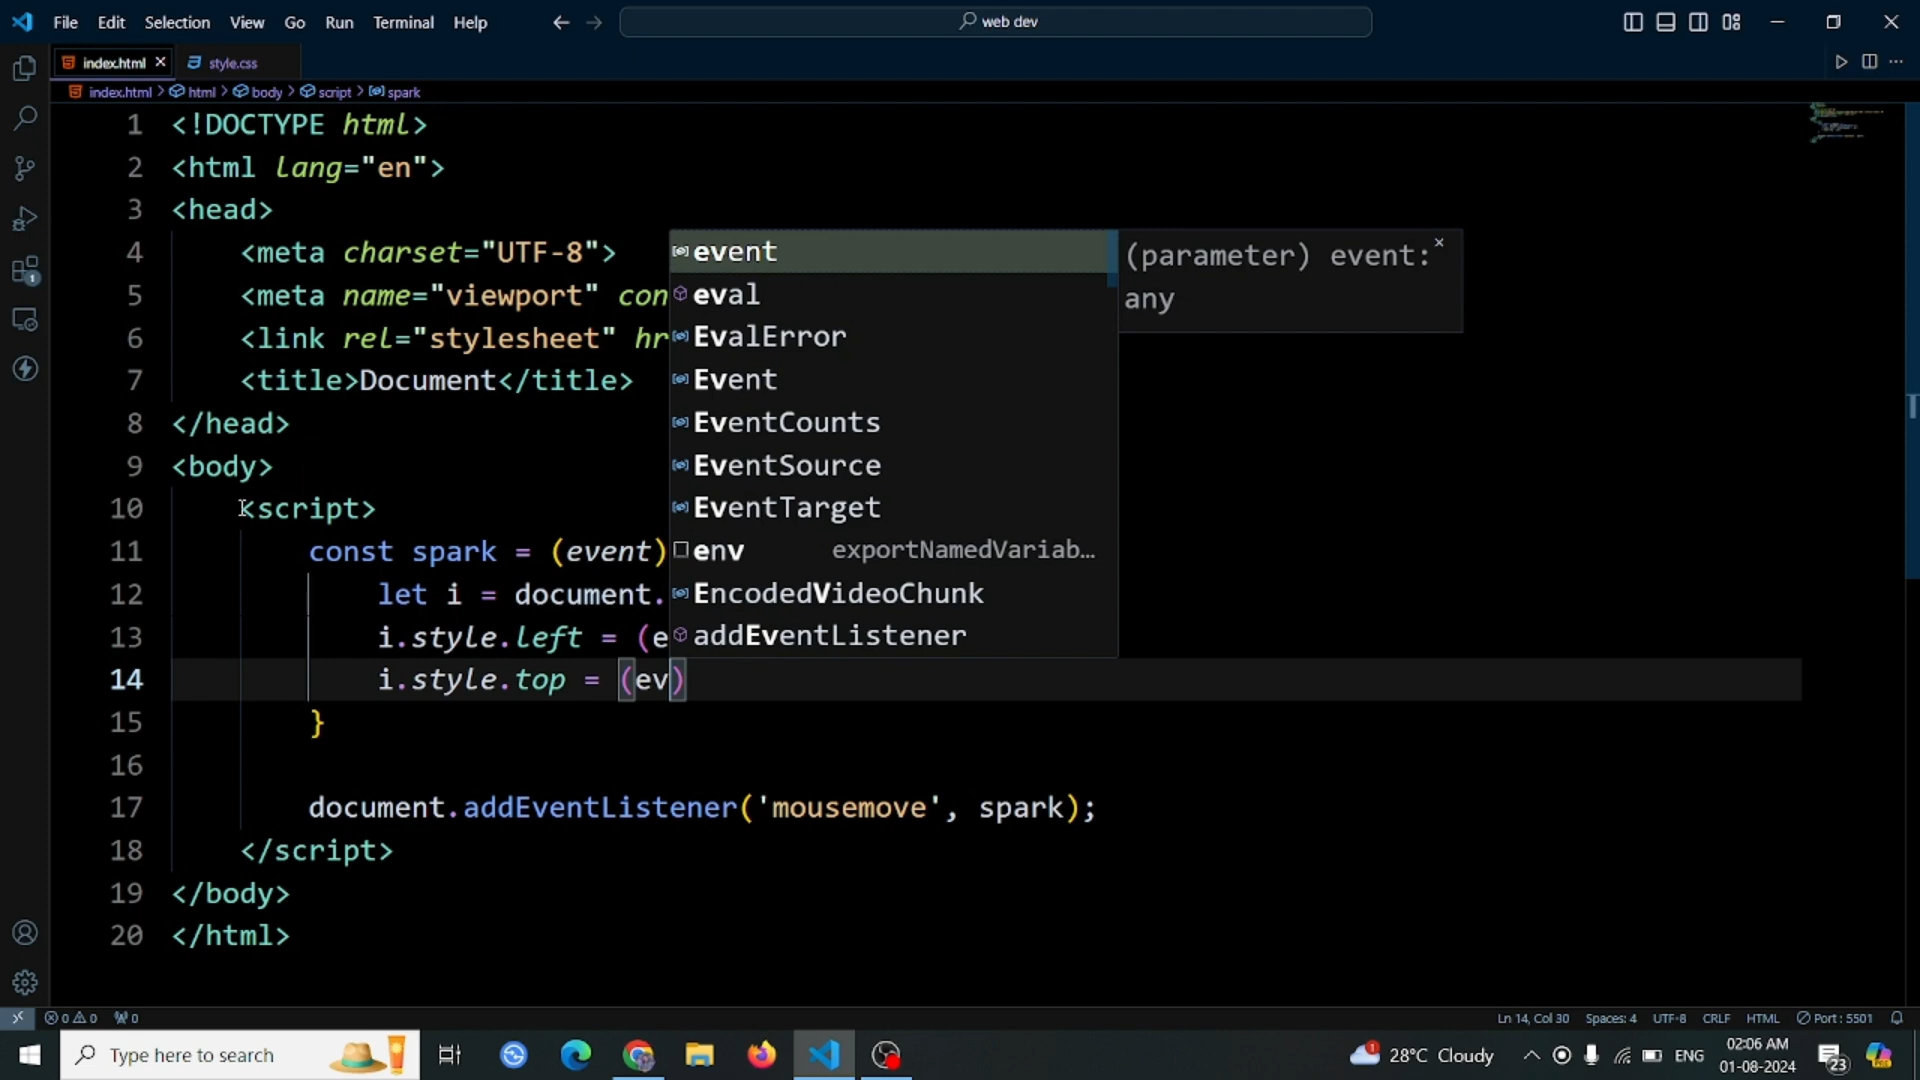 File Edit Selection View Go Run Terminal Help
web dev
index.html
style.css
index.html > html > body > script > spark
1 <!DOCTYPE html>
2 <html lang="en">
3 <head>
4 <meta charset="UTF-8">
5 <meta name="viewport" con
6 <link rel="stylesheet" hr
7 <title>Document</title>
8 </head>
9 <body>
10 <script>
11 const spark = (event)
12 let i = document.
13 i.style.left = (e
14 i.style.top = (ev)
15 }
16
17 document.addEventListener('mousemove', spark);
18 </script>
19 </body>
20 </html>
event
eval
EvalError
Event
EventCounts
EventSource
EventTarget
env exportNamedVariab…
EncodedVideoChunk
addEventListener
(parameter) event:
any
1
T
0 0 0
Ln 14, Col 30 Spaces: 4 UTF-8 CRLF HTML Port : 5501
Type here to search
1
28°C Cloudy
ENG
02:06 AM
01-08-2024
23